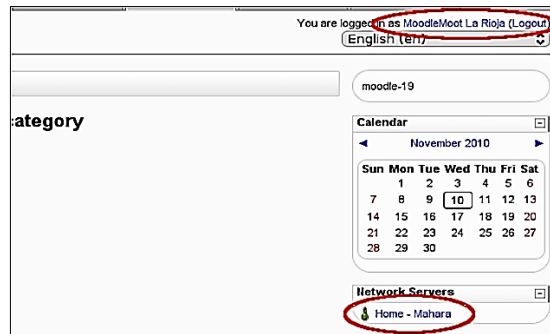 You are logged in as MoodleMoot La Rioja (Logout)
English (en)
moodle-19
:ategory
Calendar
◄ November 2010 ►
Sun Mon Tue Wed Thu Fri Sat
1 2 3 4 5 6
7 8 9 10 11 12 13
14 15 16 17 18 19 20
21 22 23 24 25 26 27
28 29 30
Network Servers
Home - Mahara